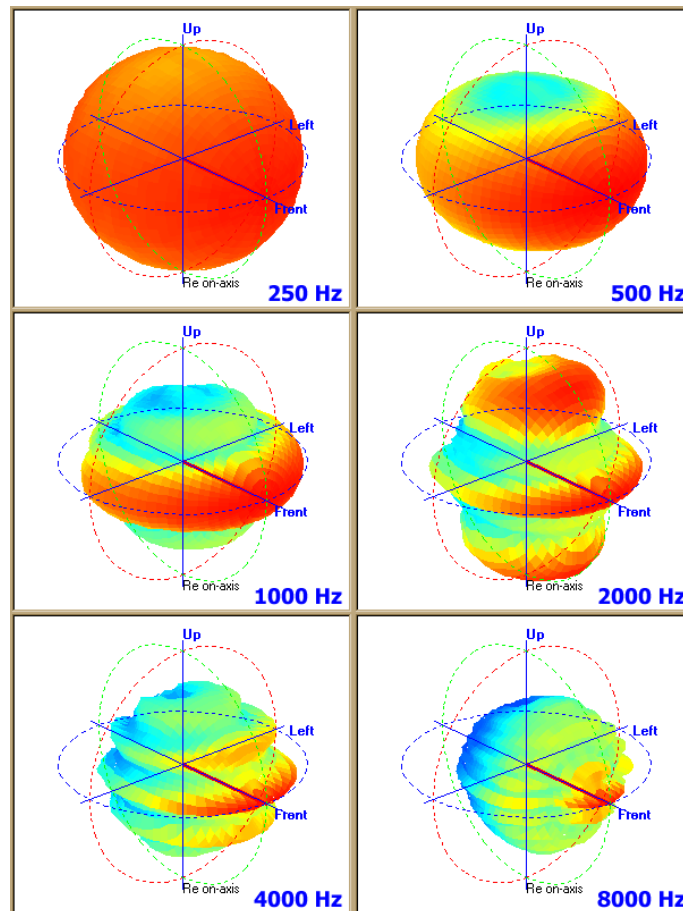 Up
Up
Left
Left
Front
Front
Re on-axis
Re on-axis
250 Hz
500 Hz
Up
Up
Left
Left
Front
Front
Re on-axis
Re on-axis
1000 Hz
2000 Hz
Up
Up
Left
Left
Front
Front
Re on-axis
Re on-axis
4000 Hz
8000 Hz